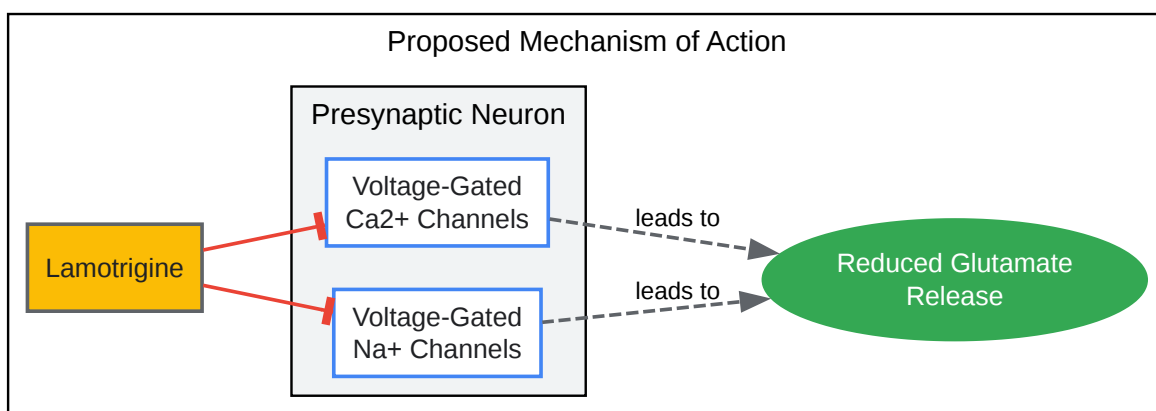 Proposed Mechanism of Action
Presynaptic Neuron
Voltage-Gated
Ca2+ Channels
leads to
Lamotrigine
Reduced Glutamate
Release
leads to
Voltage-Gated
Na+ Channels